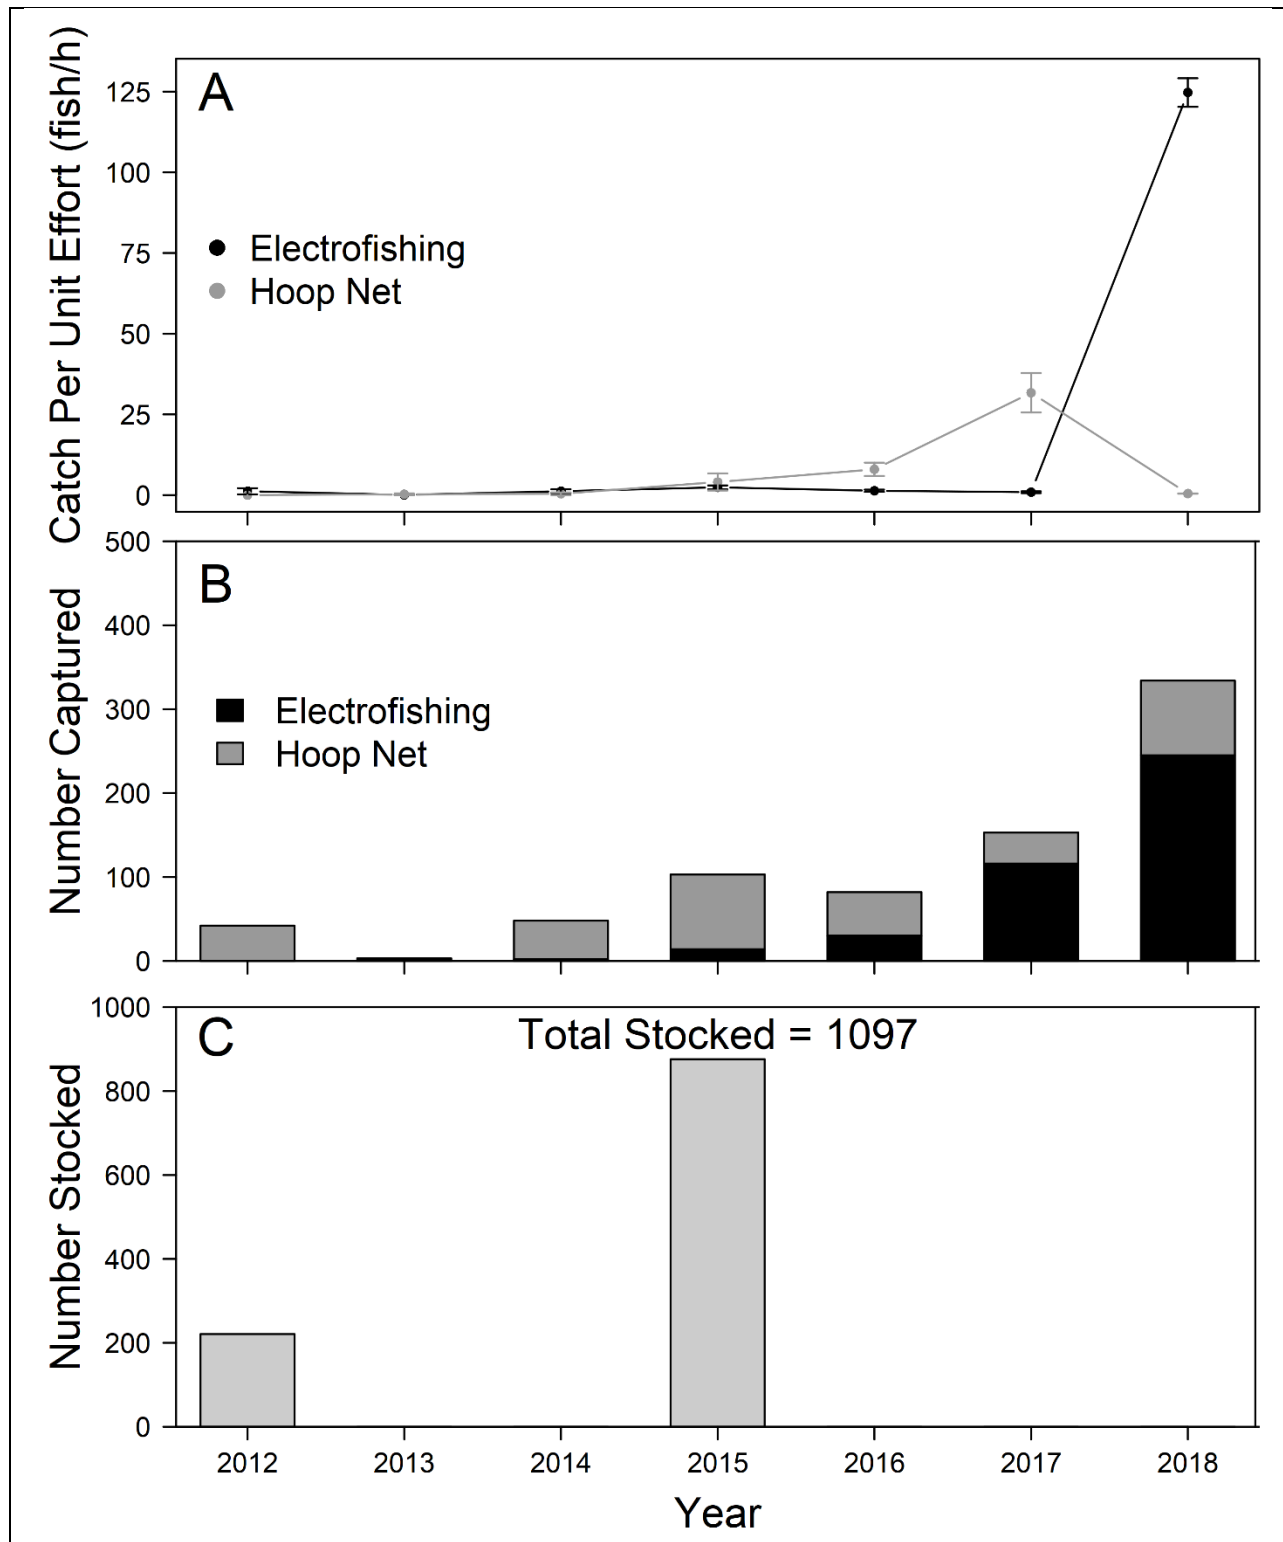 Catch Per Unit Effort (fish/h)
A
125
100
75
50
25
0
Electrofishing
Hoop Net
Number Captured
B
500
400
300
200
100
0
Electrofishing
Hoop Net
Number Stocked
C
Total Stocked = 1097
1000
800
600
400
200
0
2012 2013 2014 2015 2016 2017 2018
Year